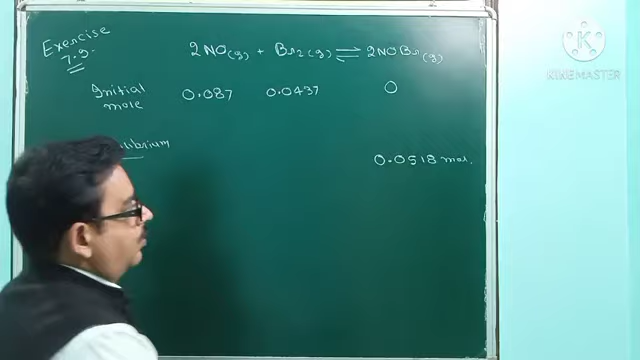 Exercise
7.9.
2NO(g) + Br2(g) ⇌ 2NOBr(g)
Initial mole 0.087 0.0437 0
0.0518 mol.
KINEMASTER